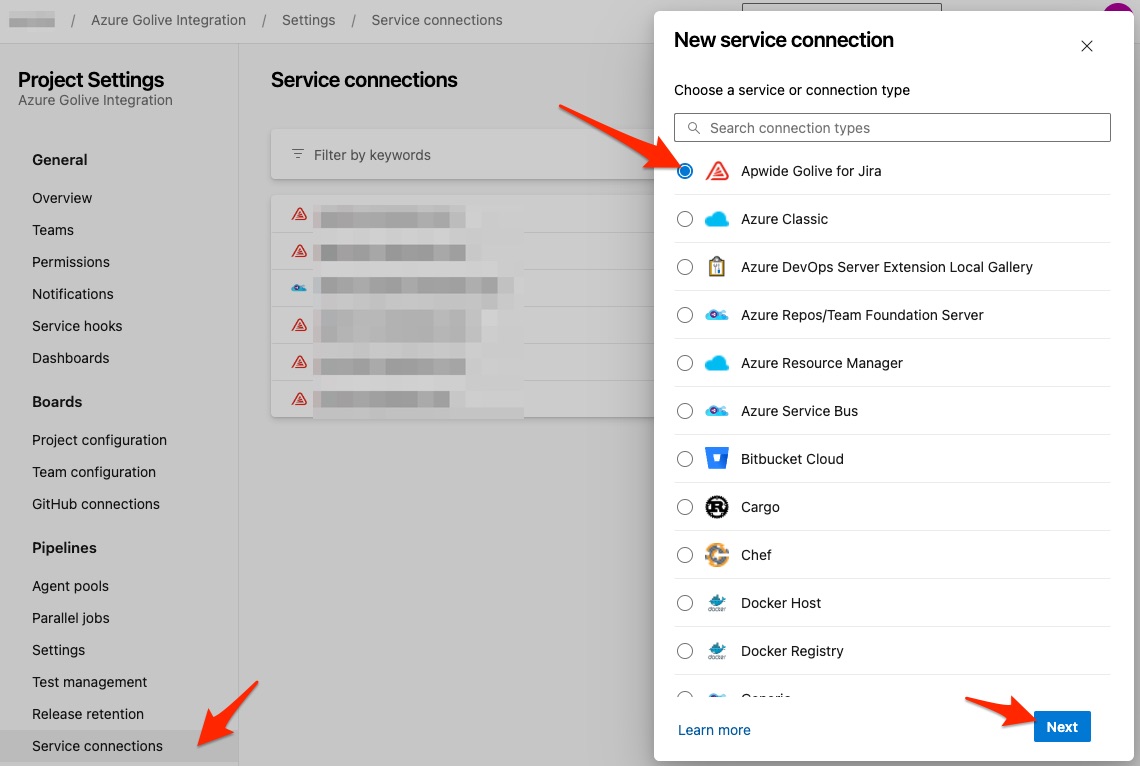 / Azure Golive Integration / Settings / Service connections
Project Settings
Azure Golive Integration
General
Overview
Teams
Permissions
Notifications
Service hooks
Dashboards
Boards
Project configuration
Team configuration
GitHub connections
Pipelines
Agent pools
Parallel jobs
Settings
Test management
Release retention
Service connections
Service connections
Filter by keywords
New service connection
Choose a service or connection type
Search connection types
Apwide Golive for Jira
Azure Classic
Azure DevOps Server Extension Local Gallery
Azure Repos/Team Foundation Server
Azure Resource Manager
Azure Service Bus
Bitbucket Cloud
Cargo
Chef
docker
Docker Host
docker
Docker Registry
Generic
Learn more
Next